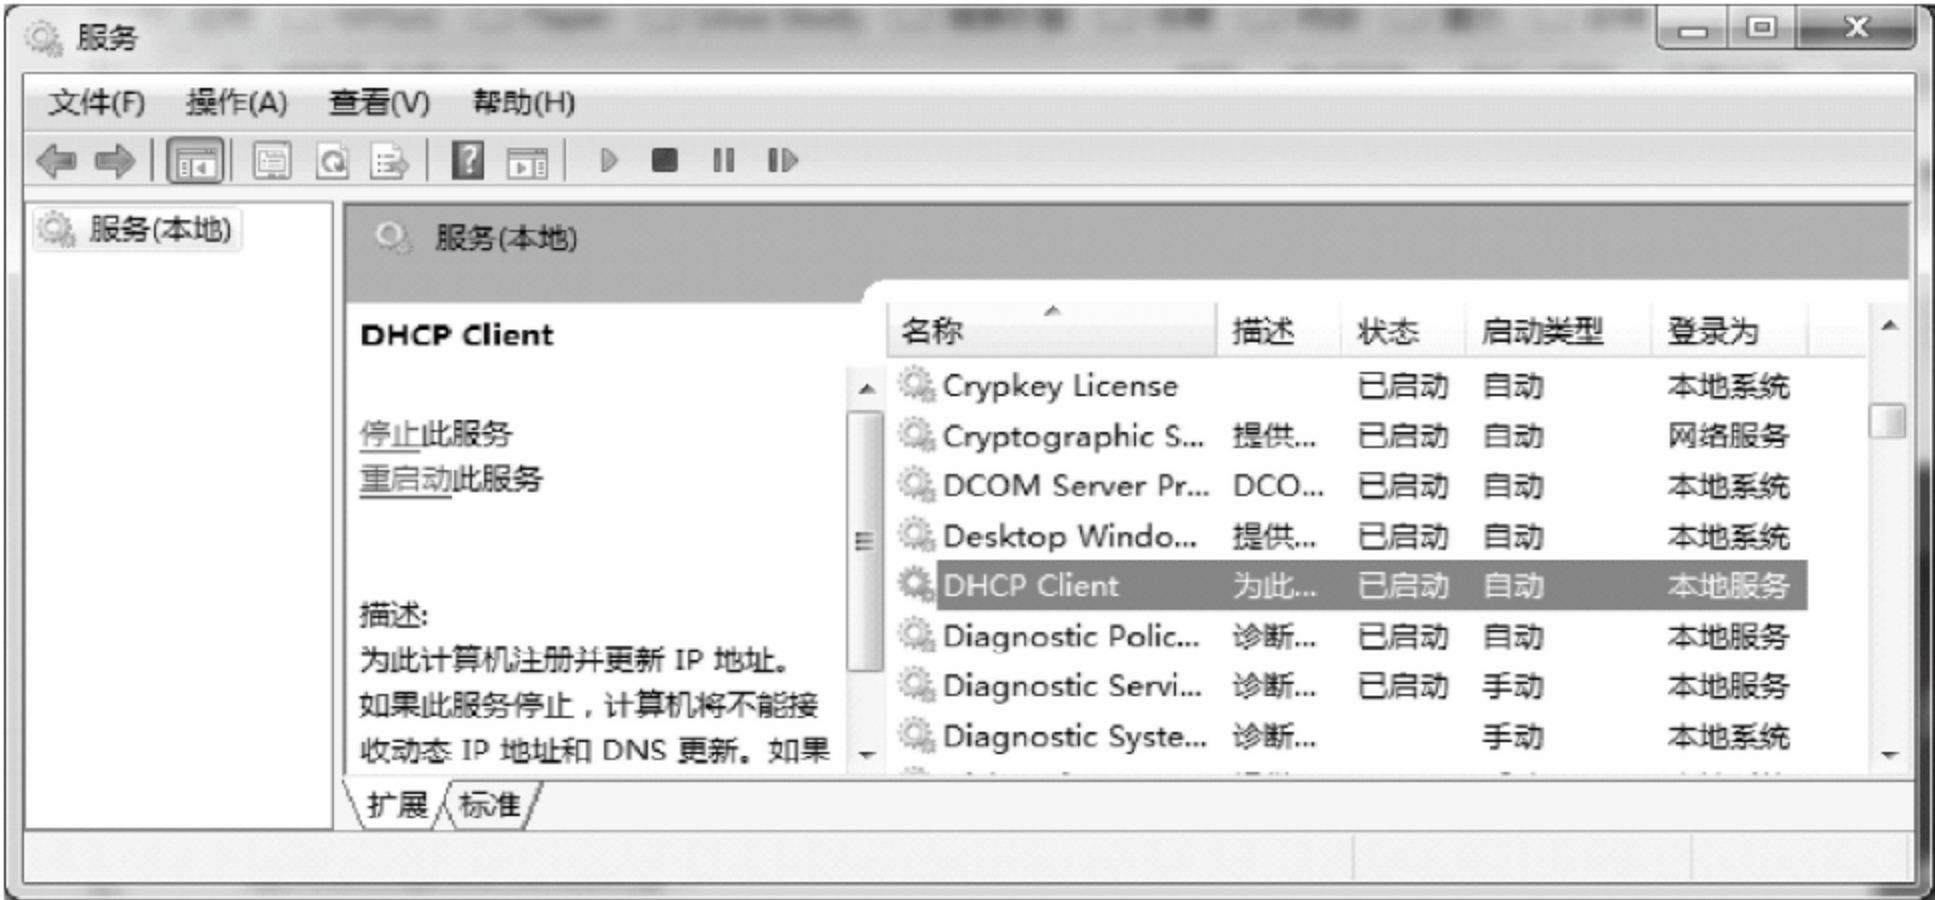 服务
文件(F) 操作(A) 查看(V) 帮助(H)
服务(本地)
服务(本地)
DHCP Client
停止此服务
重启动此服务
描述:
为此计算机注册并更新 IP 地址。
如果此服务停止，计算机将不能接
收动态 IP 地址和 DNS 更新。如果
名称 描述 状态 启动类型 登录为
Crypkey License 已启动 自动 本地系统
Cryptographic S... 提供... 已启动 自动 网络服务
DCOM Server Pr... DCO... 已启动 自动 本地系统
Desktop Windo... 提供... 已启动 自动 本地系统
DHCP Client 为此... 已启动 自动 本地服务
Diagnostic Polic... 诊断... 已启动 自动 本地服务
Diagnostic Servi... 诊断... 已启动 手动 本地服务
Diagnostic Syste... 诊断... 手动 本地系统
扩展 标准